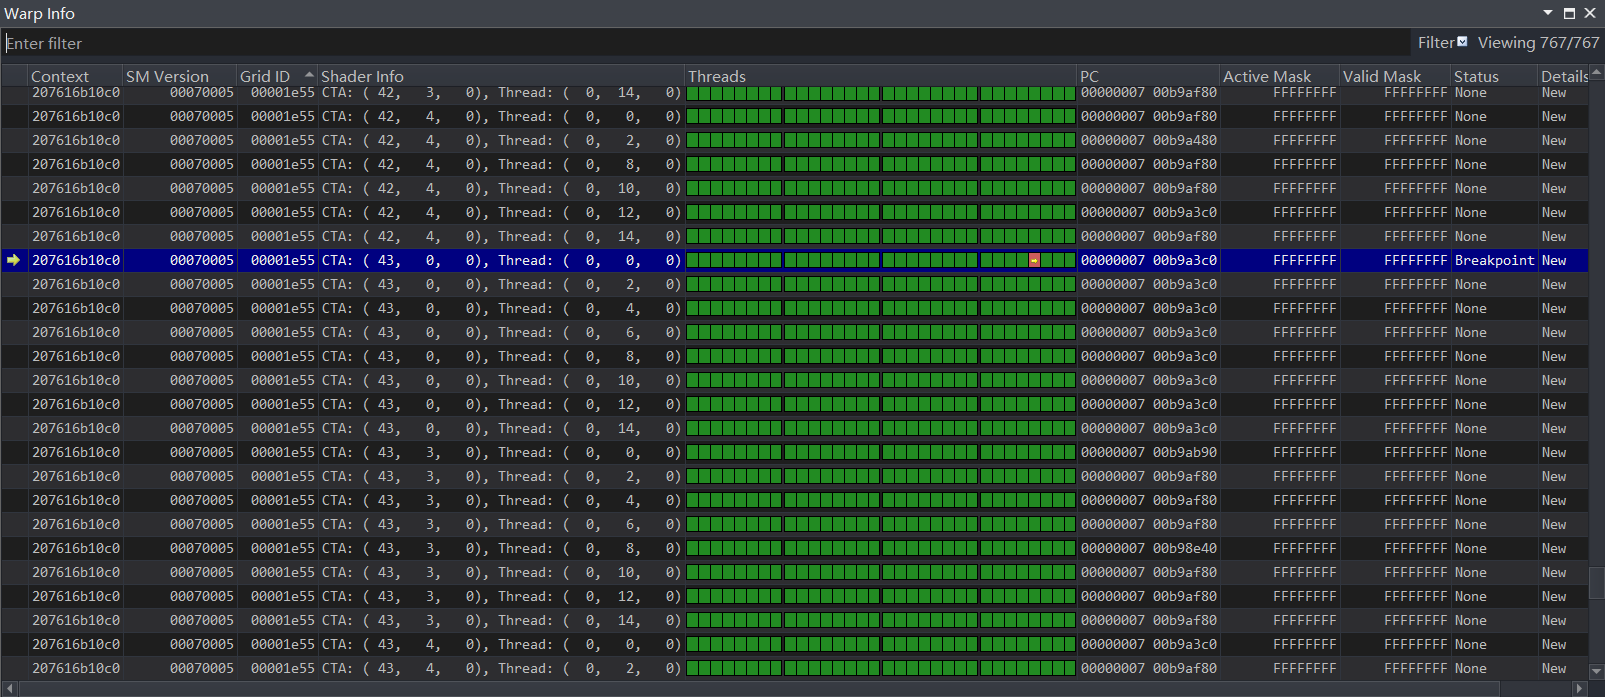 Warp Info
Enter filter Filter Viewing 767/767
Context SM Version Grid ID Shader Info Threads PC Active Mask Valid Mask Status Details
207616b10c0 00070005 00001e55 CTA: ( 42, 3, 0), Thread: ( 0, 14, 0) 00000007 00b9af80 FFFFFFFF FFFFFFFF None New
207616b10c0 00070005 00001e55 CTA: ( 42, 4, 0), Thread: ( 0, 0, 0) 00000007 00b9af80 FFFFFFFF FFFFFFFF None New
207616b10c0 00070005 00001e55 CTA: ( 42, 4, 0), Thread: ( 0, 2, 0) 00000007 00b9a480 FFFFFFFF FFFFFFFF None New
207616b10c0 00070005 00001e55 CTA: ( 42, 4, 0), Thread: ( 0, 8, 0) 00000007 00b9af80 FFFFFFFF FFFFFFFF None New
207616b10c0 00070005 00001e55 CTA: ( 42, 4, 0), Thread: ( 0, 10, 0) 00000007 00b9af80 FFFFFFFF FFFFFFFF None New
207616b10c0 00070005 00001e55 CTA: ( 42, 4, 0), Thread: ( 0, 12, 0) 00000007 00b9a3c0 FFFFFFFF FFFFFFFF None New
207616b10c0 00070005 00001e55 CTA: ( 42, 4, 0), Thread: ( 0, 14, 0) 00000007 00b9af80 FFFFFFFF FFFFFFFF None New
207616b10c0 00070005 00001e55 CTA: ( 43, 0, 0), Thread: ( 0, 0, 0) 00000007 00b9a3c0 FFFFFFFF FFFFFFFF Breakpoint New
207616b10c0 00070005 00001e55 CTA: ( 43, 0, 0), Thread: ( 0, 2, 0) 00000007 00b9a3c0 FFFFFFFF FFFFFFFF None New
207616b10c0 00070005 00001e55 CTA: ( 43, 0, 0), Thread: ( 0, 4, 0) 00000007 00b9a3c0 FFFFFFFF FFFFFFFF None New
207616b10c0 00070005 00001e55 CTA: ( 43, 0, 0), Thread: ( 0, 6, 0) 00000007 00b9a3c0 FFFFFFFF FFFFFFFF None New
207616b10c0 00070005 00001e55 CTA: ( 43, 0, 0), Thread: ( 0, 8, 0) 00000007 00b9a3c0 FFFFFFFF FFFFFFFF None New
207616b10c0 00070005 00001e55 CTA: ( 43, 0, 0), Thread: ( 0, 10, 0) 00000007 00b9a3c0 FFFFFFFF FFFFFFFF None New
207616b10c0 00070005 00001e55 CTA: ( 43, 0, 0), Thread: ( 0, 12, 0) 00000007 00b9a3c0 FFFFFFFF FFFFFFFF None New
207616b10c0 00070005 00001e55 CTA: ( 43, 0, 0), Thread: ( 0, 14, 0) 00000007 00b9a3c0 FFFFFFFF FFFFFFFF None New
207616b10c0 00070005 00001e55 CTA: ( 43, 3, 0), Thread: ( 0, 0, 0) 00000007 00b9ab90 FFFFFFFF FFFFFFFF None New
207616b10c0 00070005 00001e55 CTA: ( 43, 3, 0), Thread: ( 0, 2, 0) 00000007 00b9af80 FFFFFFFF FFFFFFFF None New
207616b10c0 00070005 00001e55 CTA: ( 43, 3, 0), Thread: ( 0, 4, 0) 00000007 00b9af80 FFFFFFFF FFFFFFFF None New
207616b10c0 00070005 00001e55 CTA: ( 43, 3, 0), Thread: ( 0, 6, 0) 00000007 00b9af80 FFFFFFFF FFFFFFFF None New
207616b10c0 00070005 00001e55 CTA: ( 43, 3, 0), Thread: ( 0, 8, 0) 00000007 00b98e40 FFFFFFFF FFFFFFFF None New
207616b10c0 00070005 00001e55 CTA: ( 43, 3, 0), Thread: ( 0, 10, 0) 00000007 00b9af80 FFFFFFFF FFFFFFFF None New
207616b10c0 00070005 00001e55 CTA: ( 43, 3, 0), Thread: ( 0, 12, 0) 00000007 00b9af80 FFFFFFFF FFFFFFFF None New
207616b10c0 00070005 00001e55 CTA: ( 43, 3, 0), Thread: ( 0, 14, 0) 00000007 00b9af80 FFFFFFFF FFFFFFFF None New
207616b10c0 00070005 00001e55 CTA: ( 43, 4, 0), Thread: ( 0, 0, 0) 00000007 00b9a3c0 FFFFFFFF FFFFFFFF None New
207616b10c0 00070005 00001e55 CTA: ( 43, 4, 0), Thread: ( 0, 2, 0) 00000007 00b9af80 FFFFFFFF FFFFFFFF None New